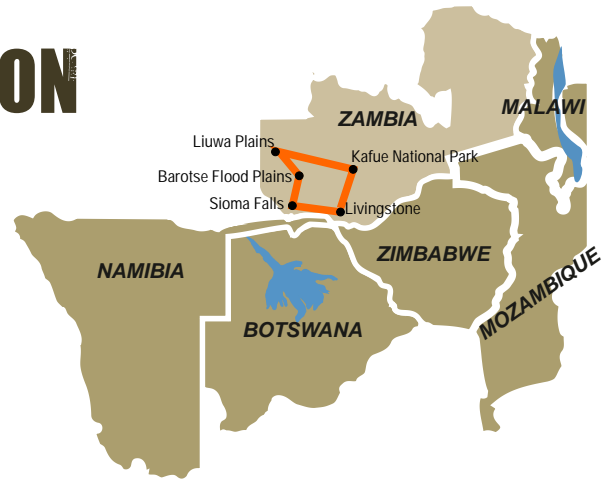 ON
ZAMBIA
MALAWI
Liuwa Plains
Kafue National Park
Barotse Flood Plains
Sioma Falls
Livingstone
NAMIBIA
ZIMBABWE
BOTSWANA
MOZAMBIQUE